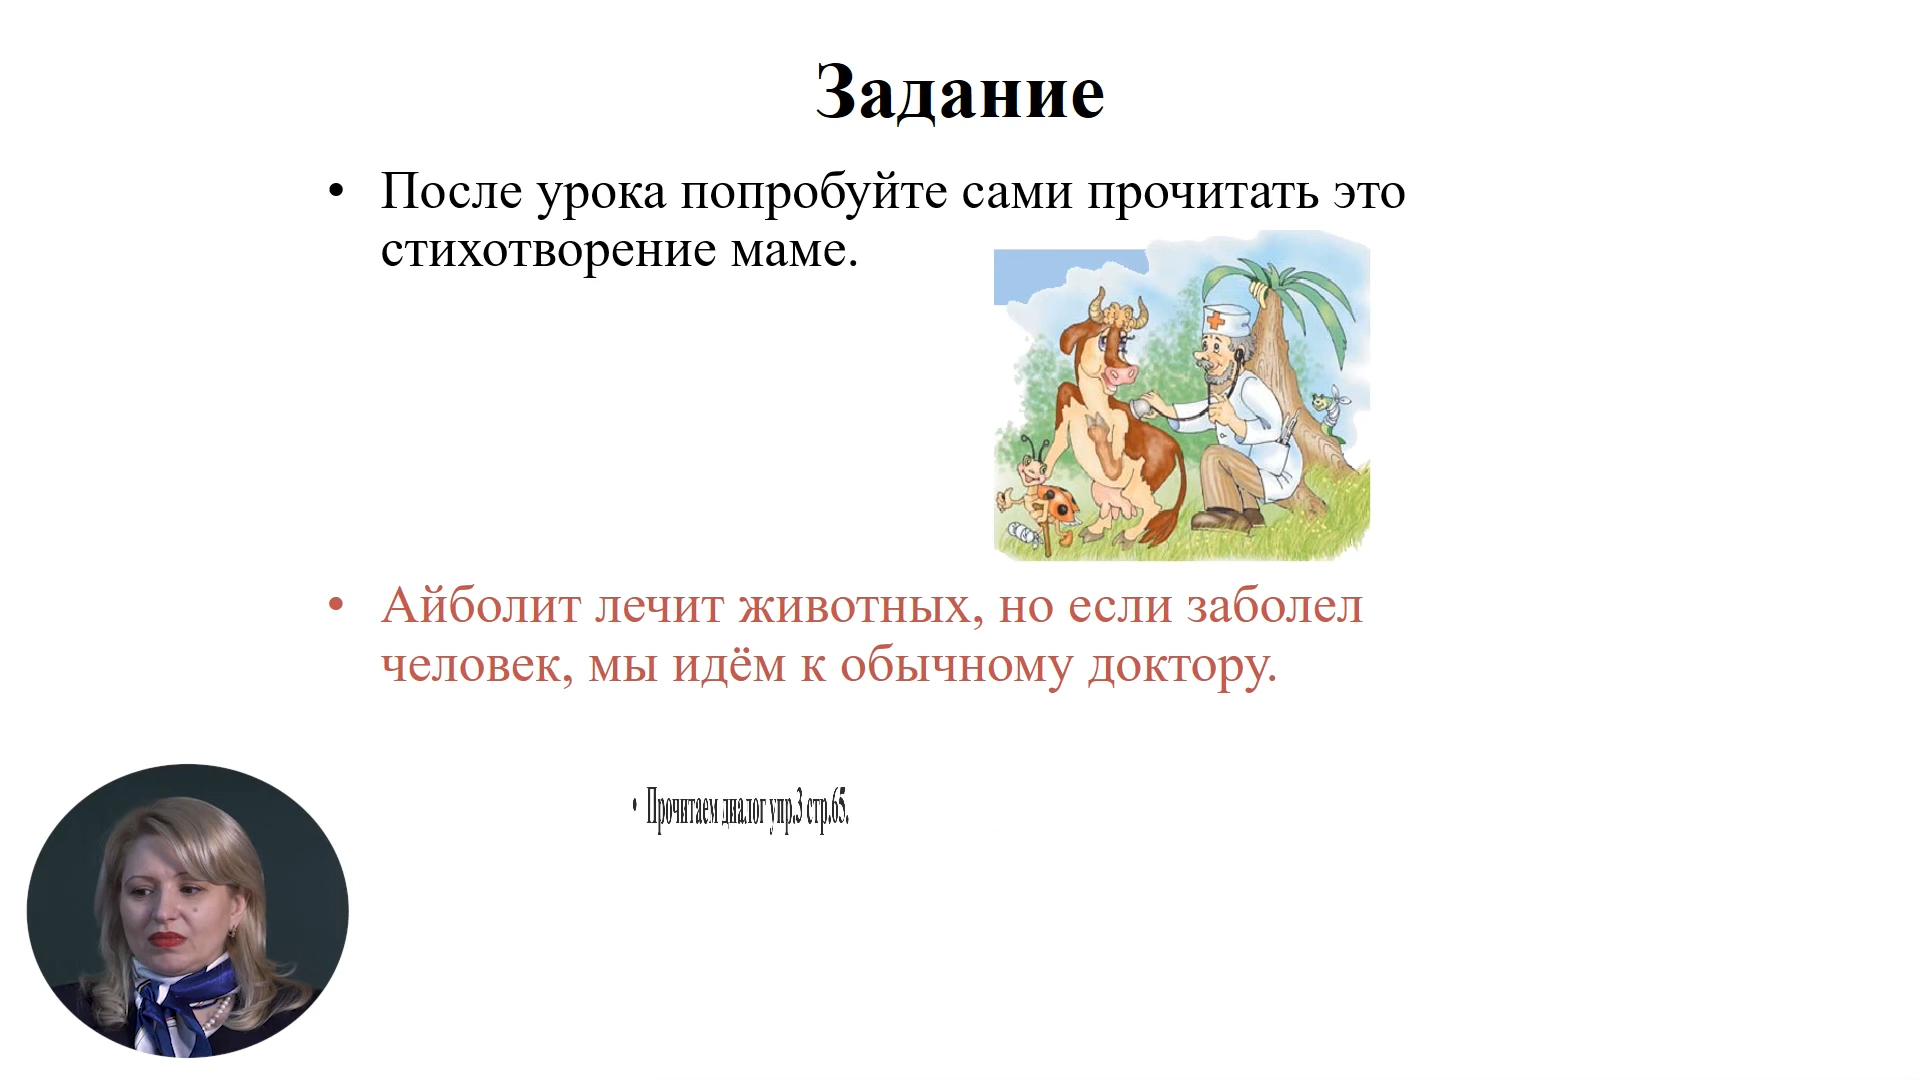 Задание
• После урока попробуйте сами прочитать это
стихотворение маме.
• Айболит лечит животных, но если заболел
человек, мы идём к обычному доктору.
• Прочитаем диалог упр.3 стр.65.